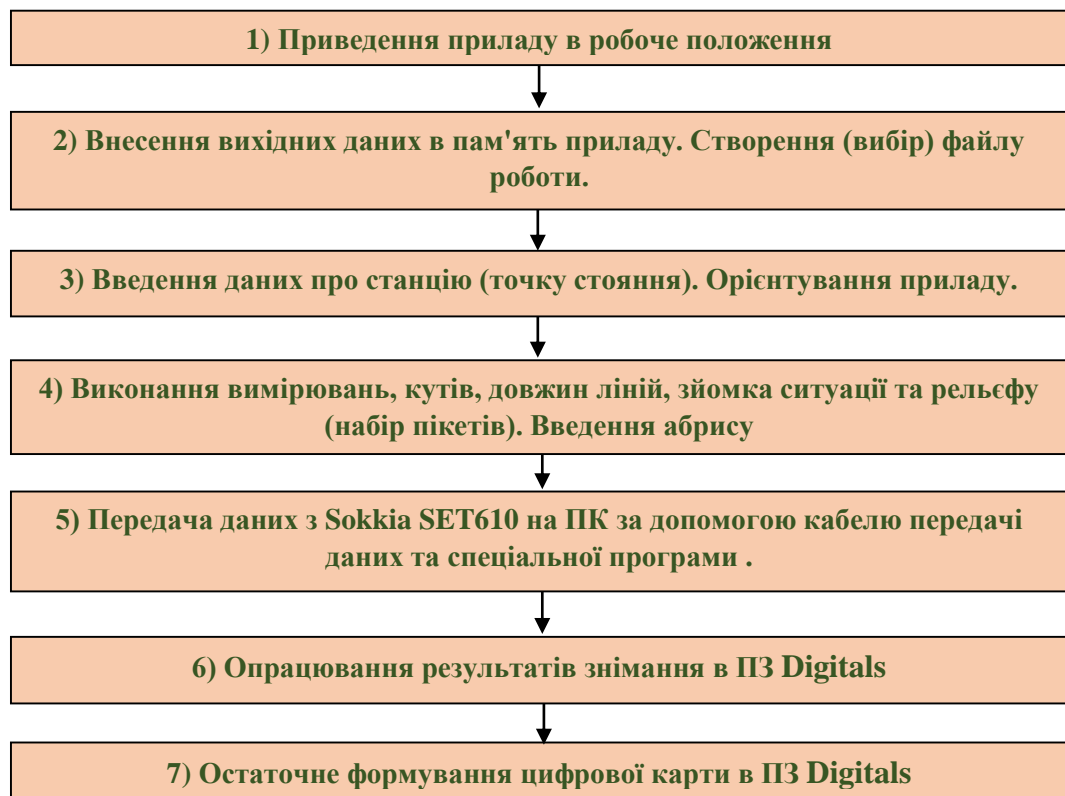 1) Приведення приладу в робоче положення
2) Внесення вихідних даних в пам'ять приладу. Створення (вибір) файлу
роботи.
3) Введення даних про станцію (точку стояння). Орієнтування приладу.
4) Виконання вимірювань, кутів, довжин ліній, зйомка ситуації та рельєфу
(набір пікетів). Введення абрису
5) Передача даних з Sokkia SET610 на ПК за допомогою кабелю передачі
даних та спеціальної програми .
6) Опрацювання результатів знімання в ПЗ Digitals
7) Остаточне формування цифрової карти в ПЗ Digitals